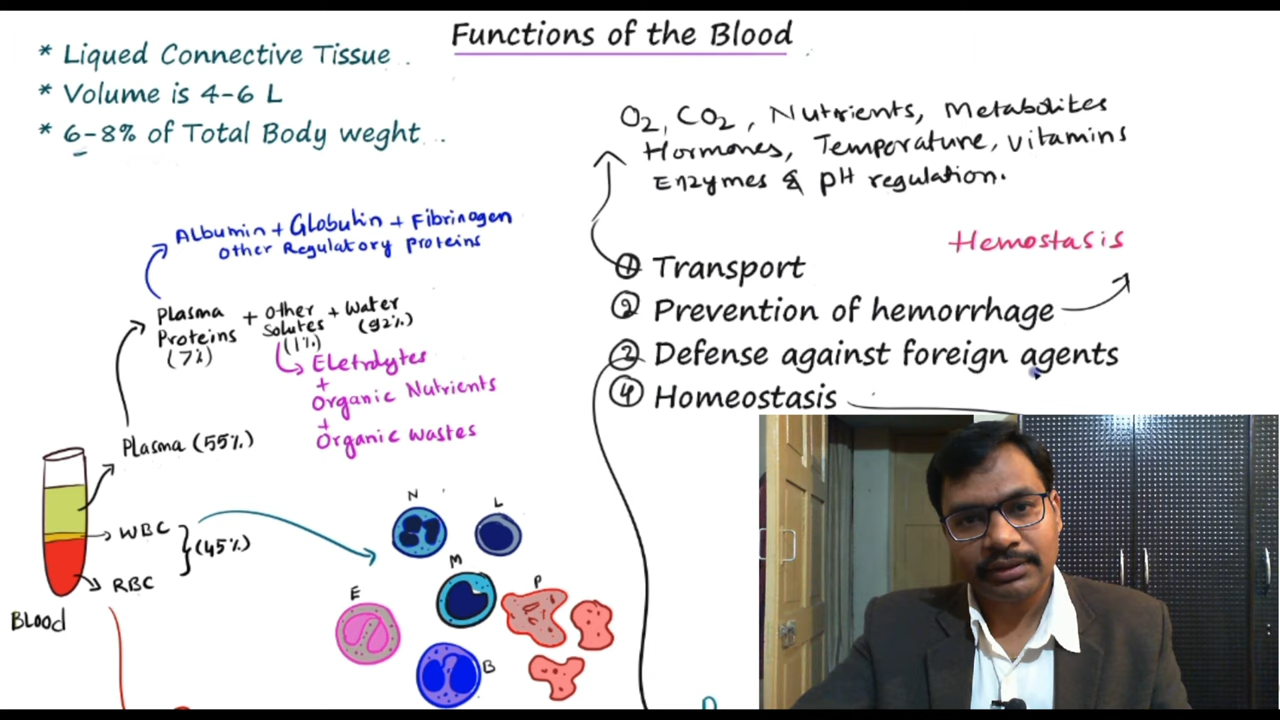 Functions of the Blood
* Liqued Connective Tissue
* Volume is 4-6 L
* 6-8% of Total Body weght
O2, CO2, Nutrients, Metabolites
Hormones, Temperature, vitamins
Enzymes & pH regulation.
Albumin + Globulin + Fibrinogen
Other Regulatory proteins
Hemostasis
① Transport
② Prevention of hemorrhage
③ Defense against foreign agents
④ Homeostasis
Plasma Proteins (7%) + Other Solutes (1%) + Water (92%)
Eletrolytes
+
Organic Nutrients
+
Organic wastes
Plasma (55%)
WBC
(45%)
RBC
Blood
N
L
M
E
P
B